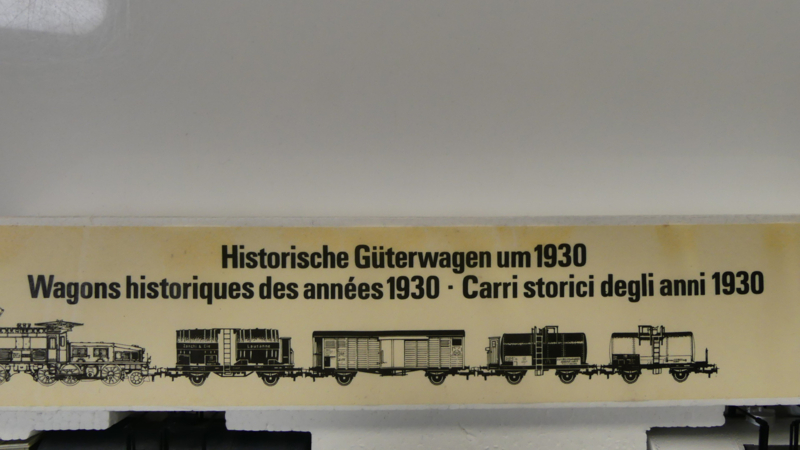 Historische Güterwagen um 1930
Wagons historiques des années 1930 · Carri storici degli anni 1930